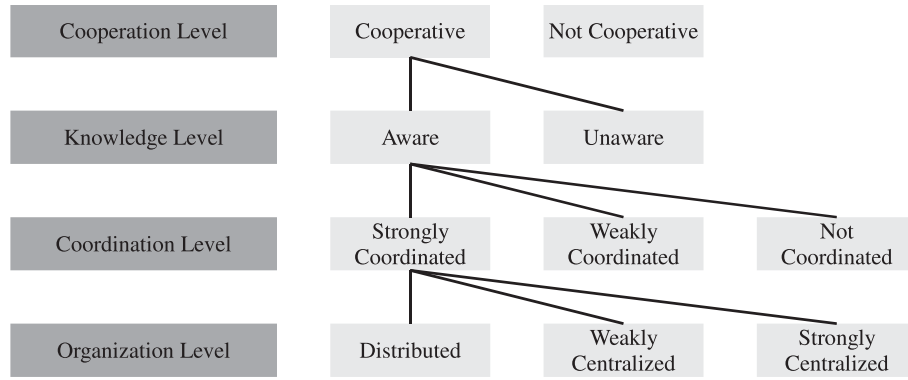 Cooperation Level
Cooperative
Not Cooperative
Knowledge Level
Aware
Unaware
Coordination Level
Strongly
Coordinated
Weakly
Coordinated
Not
Coordinated
Organization Level
Distributed
Weakly
Centralized
Strongly
Centralized